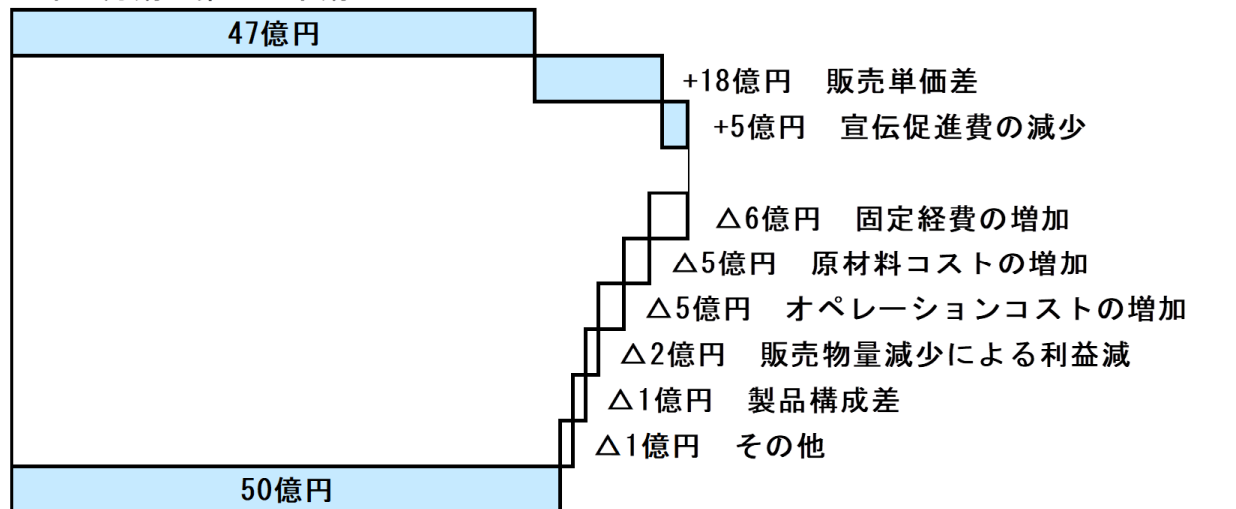 47億円
+18億円 販売単価差
+5億円 宣伝促進費の減少
△6億円 固定経費の増加
△5億円 原材料コストの増加
△5億円 オペレーションコストの増加
△2億円 販売物量減少による利益減
△1億円 製品構成差
△1億円 その他
50億円